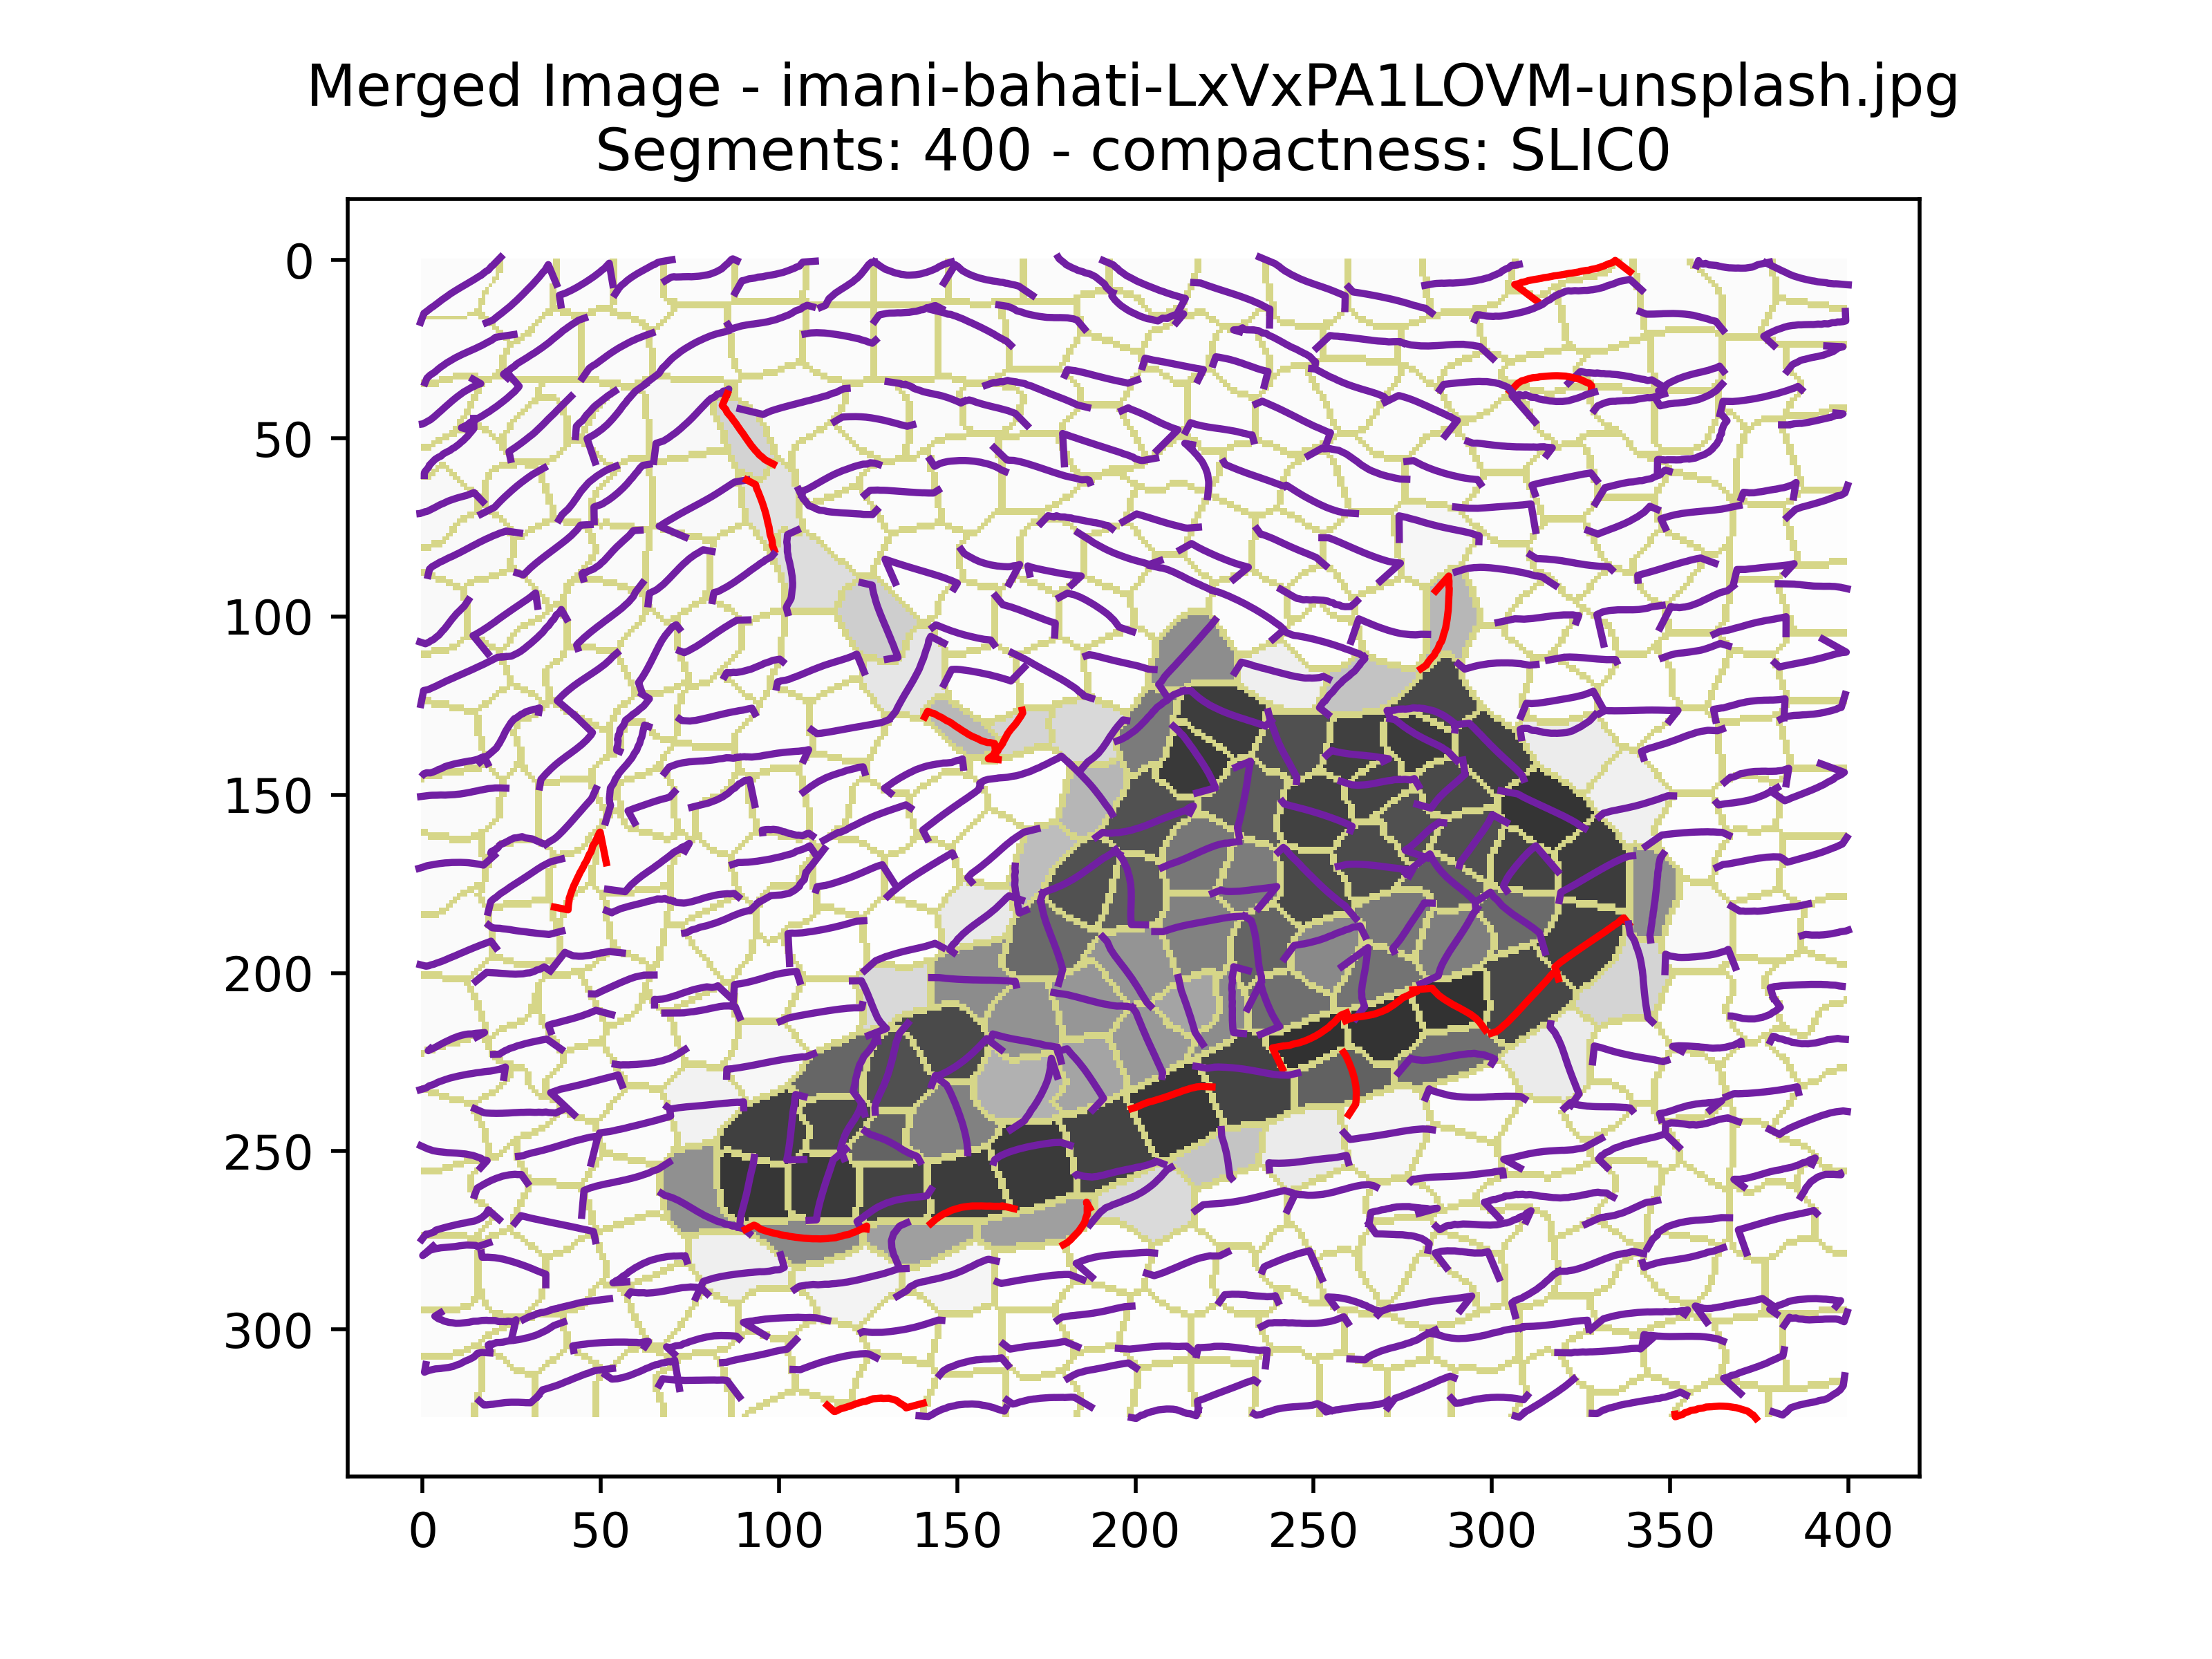 Merged Image - imani-bahati-LxVxPA1LOVM-unsplash.jpg
Segments: 400 - compactness: SLIC0
0
50
100
150
200
250
300
0 50 100 150 200 250 300 350 400